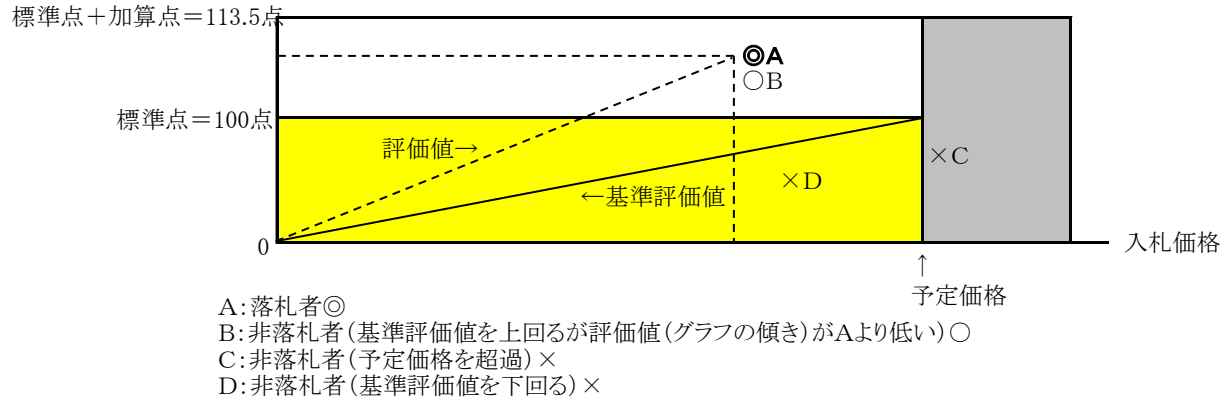 標準点＋加算点＝113.5点
◎A
○B
標準点＝100点
評価値→
×C
×D
←基準評価値
0
入札価格
↑
予定価格
A：落札者◎
B：非落札者（基準評価値を上回るが評価値（グラフの傾き）がAより低い）○
C：非落札者（予定価格を超過）×
D：非落札者（基準評価値を下回る）×